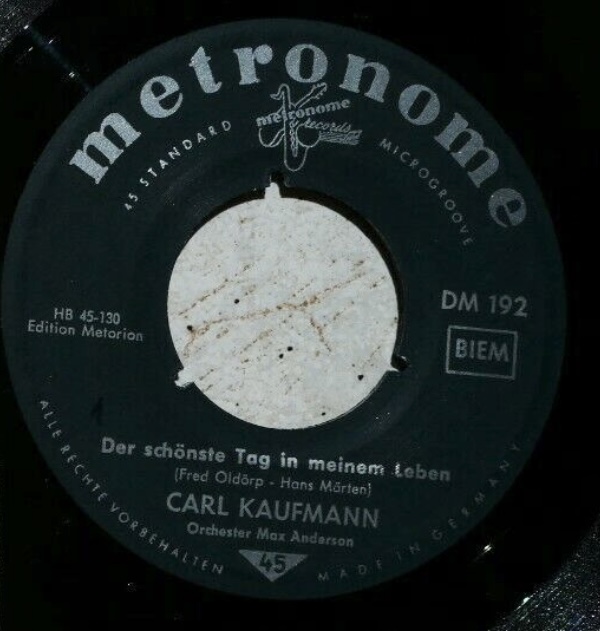 metronome
metronome
records
45 STANDARD
MICROGROOVE
HB 45-130
Edition Metorion
DM 192
BIEM
Der schönste Tag in meinem Leben
(Fred Oldörp - Hans Märten)
CARL KAUFMANN
Orchester Max Anderson
45
ALLE RECHTE VORBEHALTEN
MADE IN GERMANY